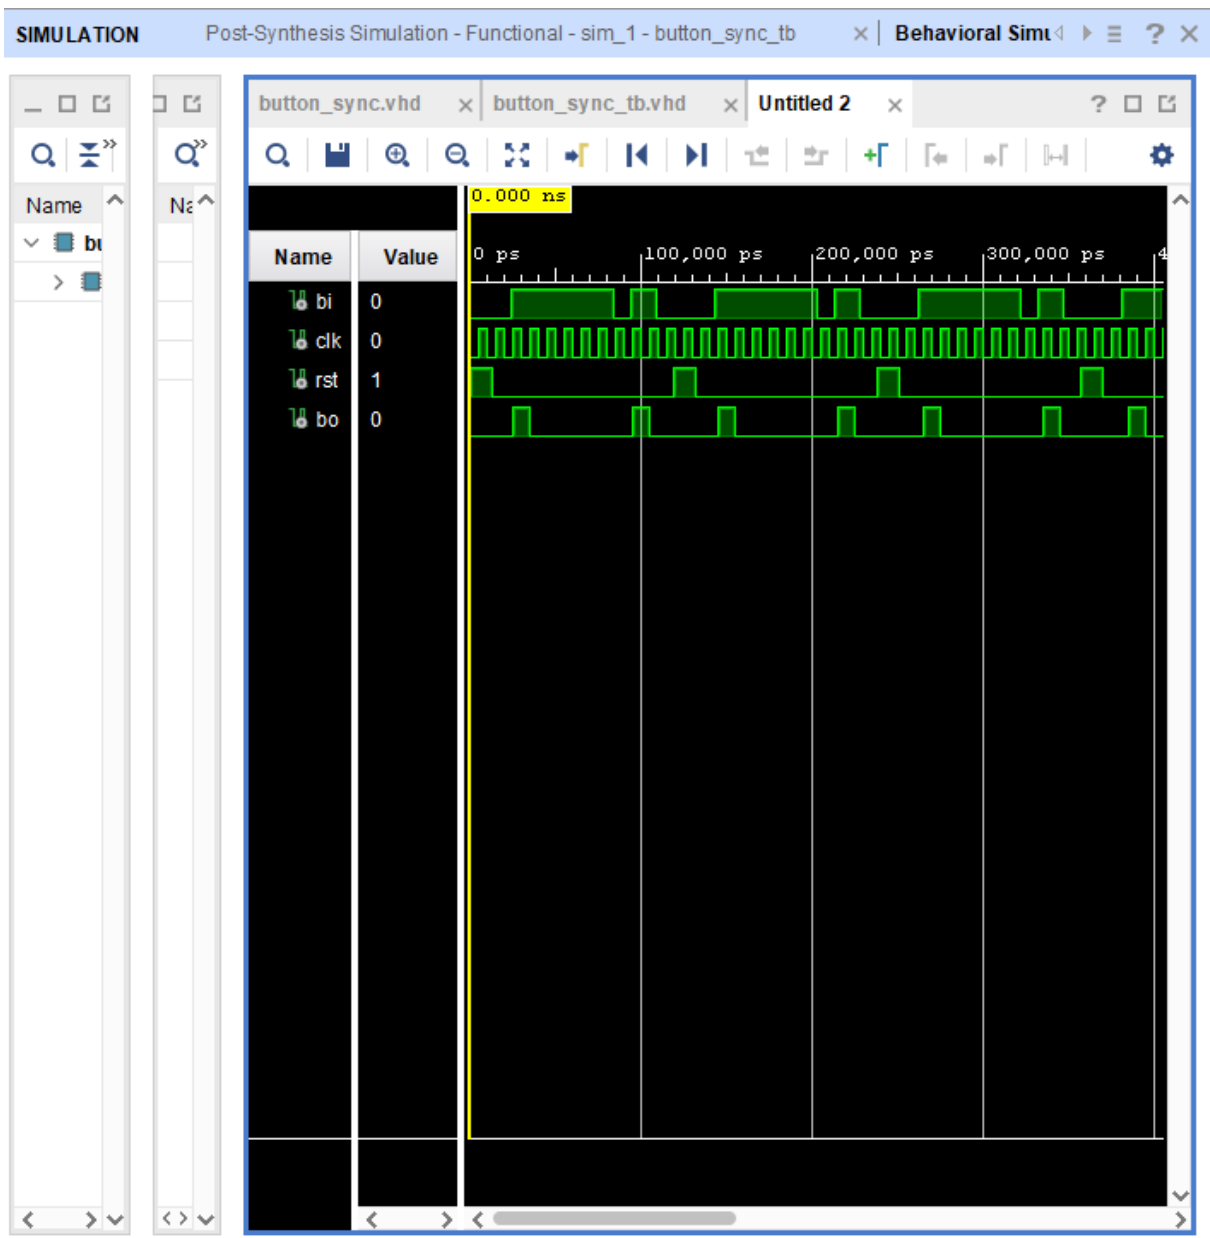 SIMULATION Post-Synthesis Simulation - Functional - sim_1 - button_sync_tb Behavioral Simu
button_sync.vhd button_sync_tb.vhd Untitled 2
0.000 ns
Name Na
Name Value 0 ps 100,000 ps 200,000 ps 300,000 ps 4
bu
bi 0
clk 0
rst 1
bo 0